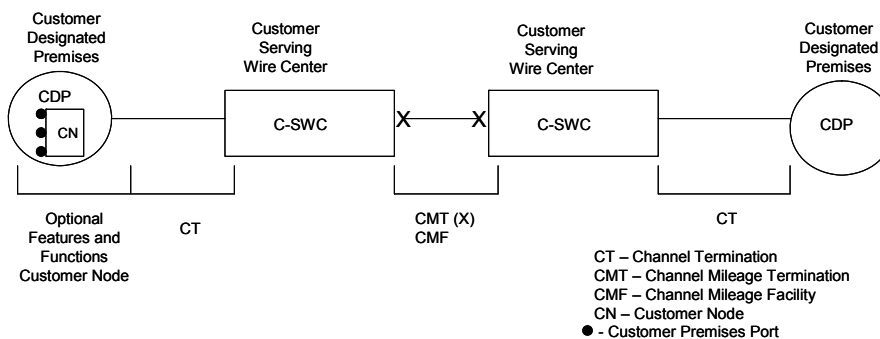 Customer
Designated
Premises
Customer
Serving
Wire Center
Customer
Serving
Wire Center
Customer
Designated
Premises
CDP
CN
C-SWC
X
X
C-SWC
CDP
Optional
Features and
Functions
Customer Node
CT
CMT (X)
CMF
CT
CT – Channel Termination
CMT – Channel Mileage Termination
CMF – Channel Mileage Facility
CN – Customer Node
● - Customer Premises Port